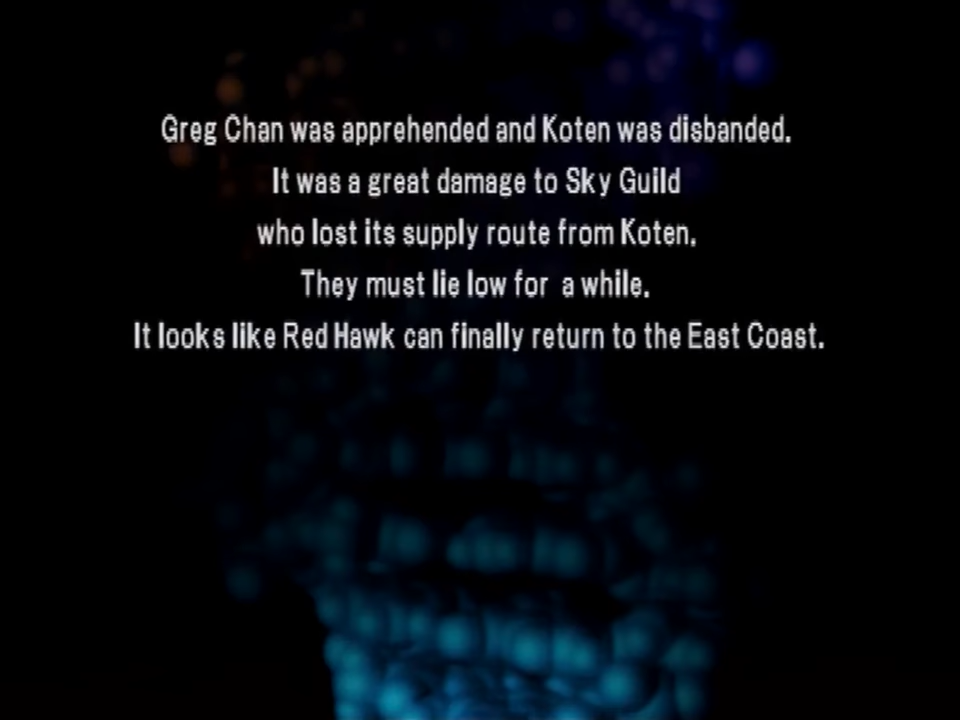 Greg Chan was apprehended and Koten was disbanded.
It was a great damage to Sky Guild
who lost its supply route from Koten.
They must lie low for a while.
It looks like Red Hawk can finally return to the East Coast.